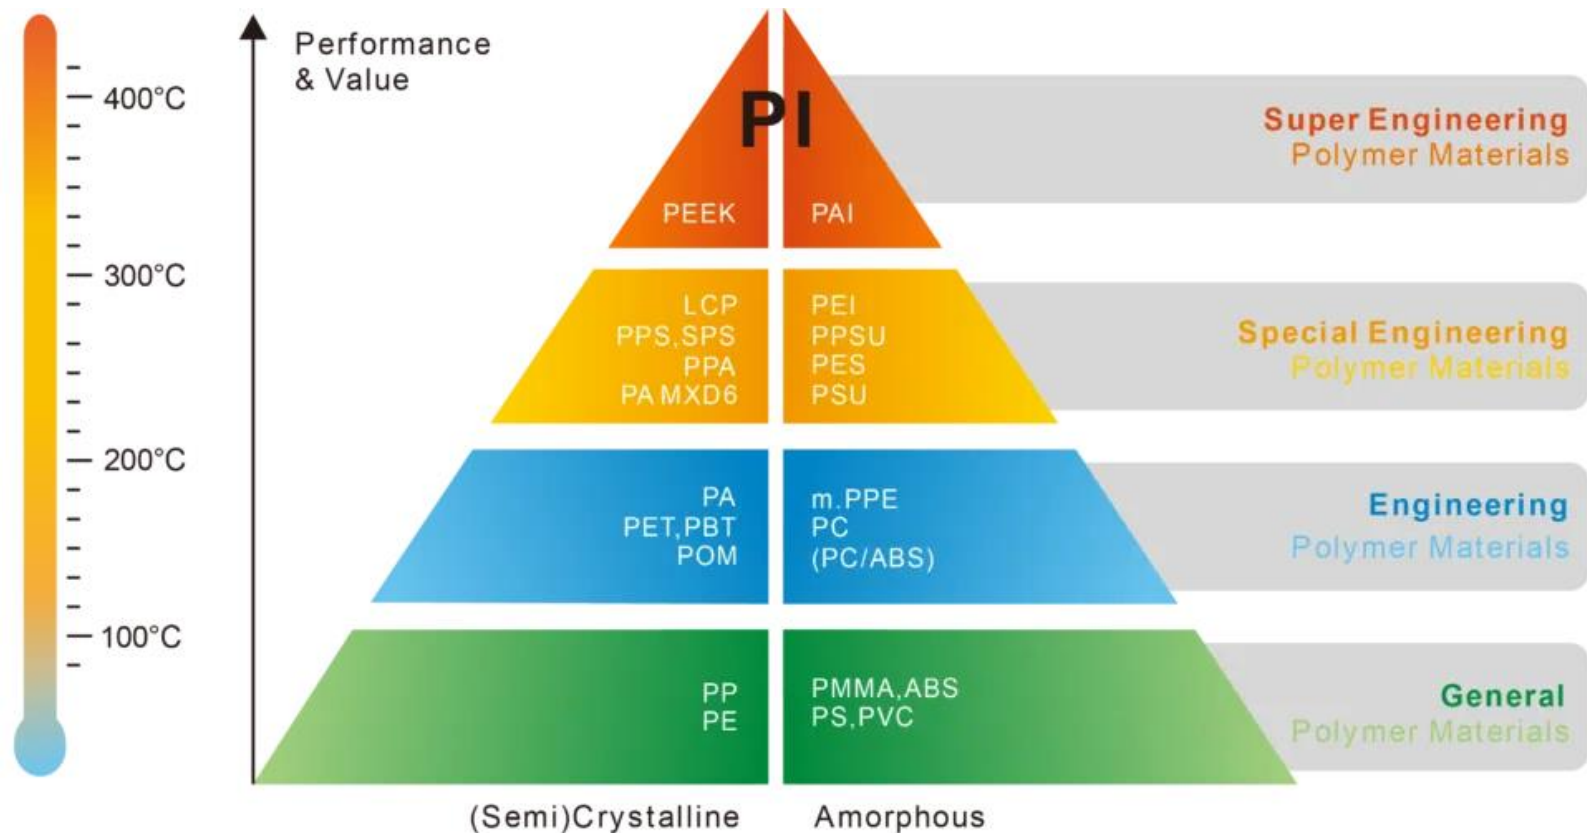 Performance
& Value
400°C
300°C
200°C
100°C
PI
PEEK
PAI
Super Engineering
Polymer Materials
LCP
PPS,SPS
PPA
PA MXD6
PEI
PPSU
PES
PSU
Special Engineering
Polymer Materials
PA
PET,PBT
POM
m.PPE
PC
(PC/ABS)
Engineering
Polymer Materials
PP
PE
PMMA,ABS
PS,PVC
General
Polymer Materials
(Semi)Crystalline
Amorphous